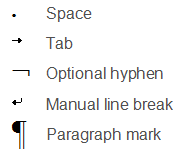 Space
Tab
Optional hyphen
Manual line break
¶ Paragraph mark